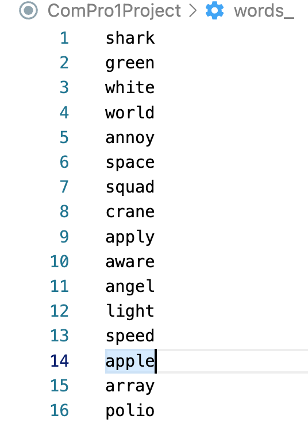 ComPro1Project > words_
1 shark
2 green
3 white
4 world
5 annoy
6 space
7 squad
8 crane
9 apply
10 aware
11 angel
12 light
13 speed
14 apple
15 array
16 polio